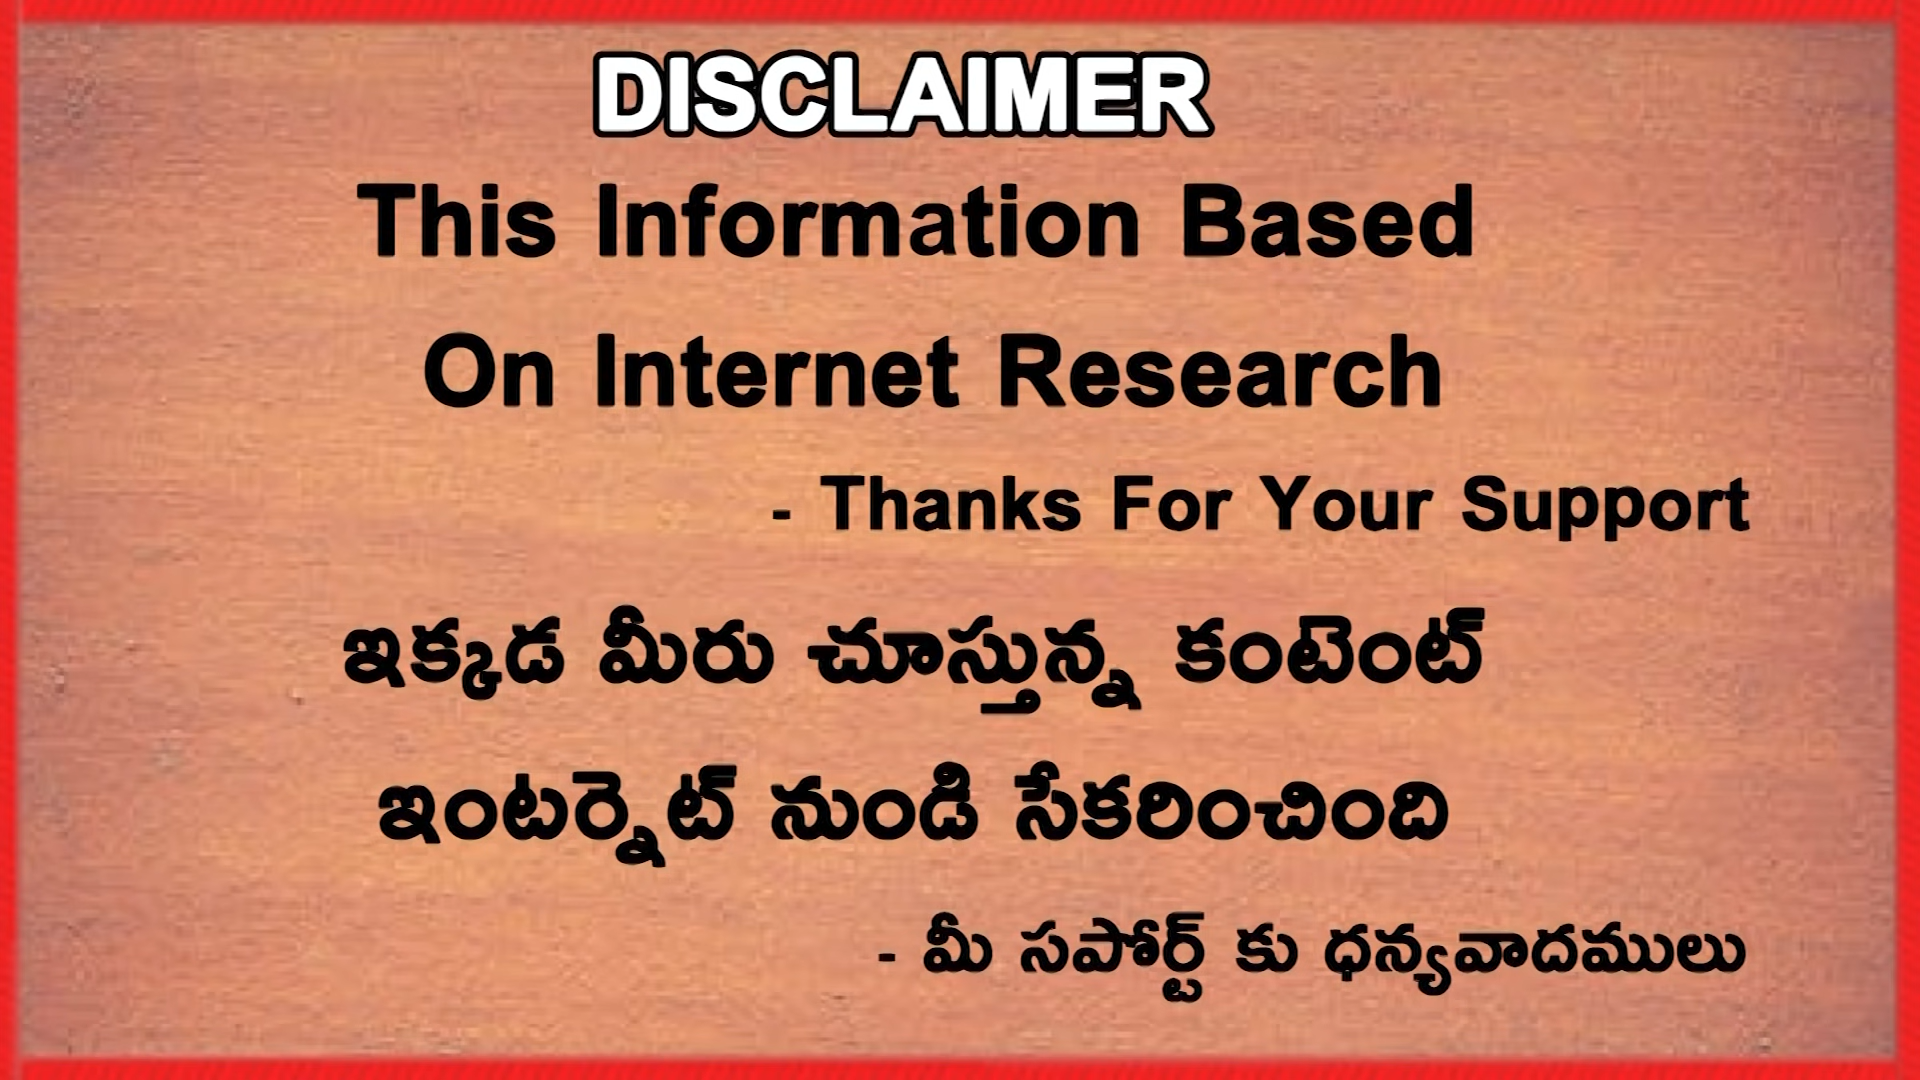 DISCLAIMER
This Information Based
On Internet Research
- Thanks For Your Support
ఇక్కడ మీరు చూస్తున్న కంటెంట్
ఇంటర్నెట్ నుండి సేకరించింది
- మీ సపోర్ట్ కు ధన్యవాదములు